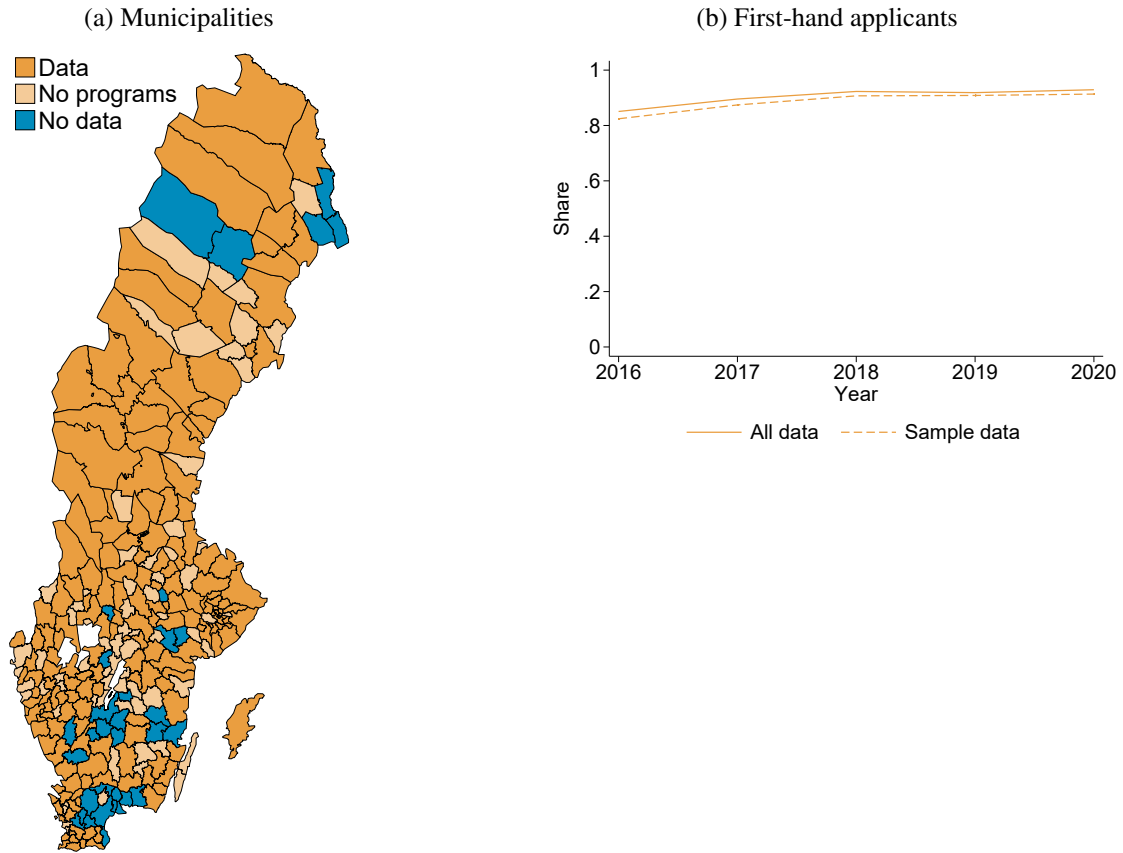 (a) Municipalities
Data
No programs
No data
(b) First-hand applicants
1
.8
.6
.4
.2
0
Share
2016 2017 2018 2019 2020
Year
All data Sample data